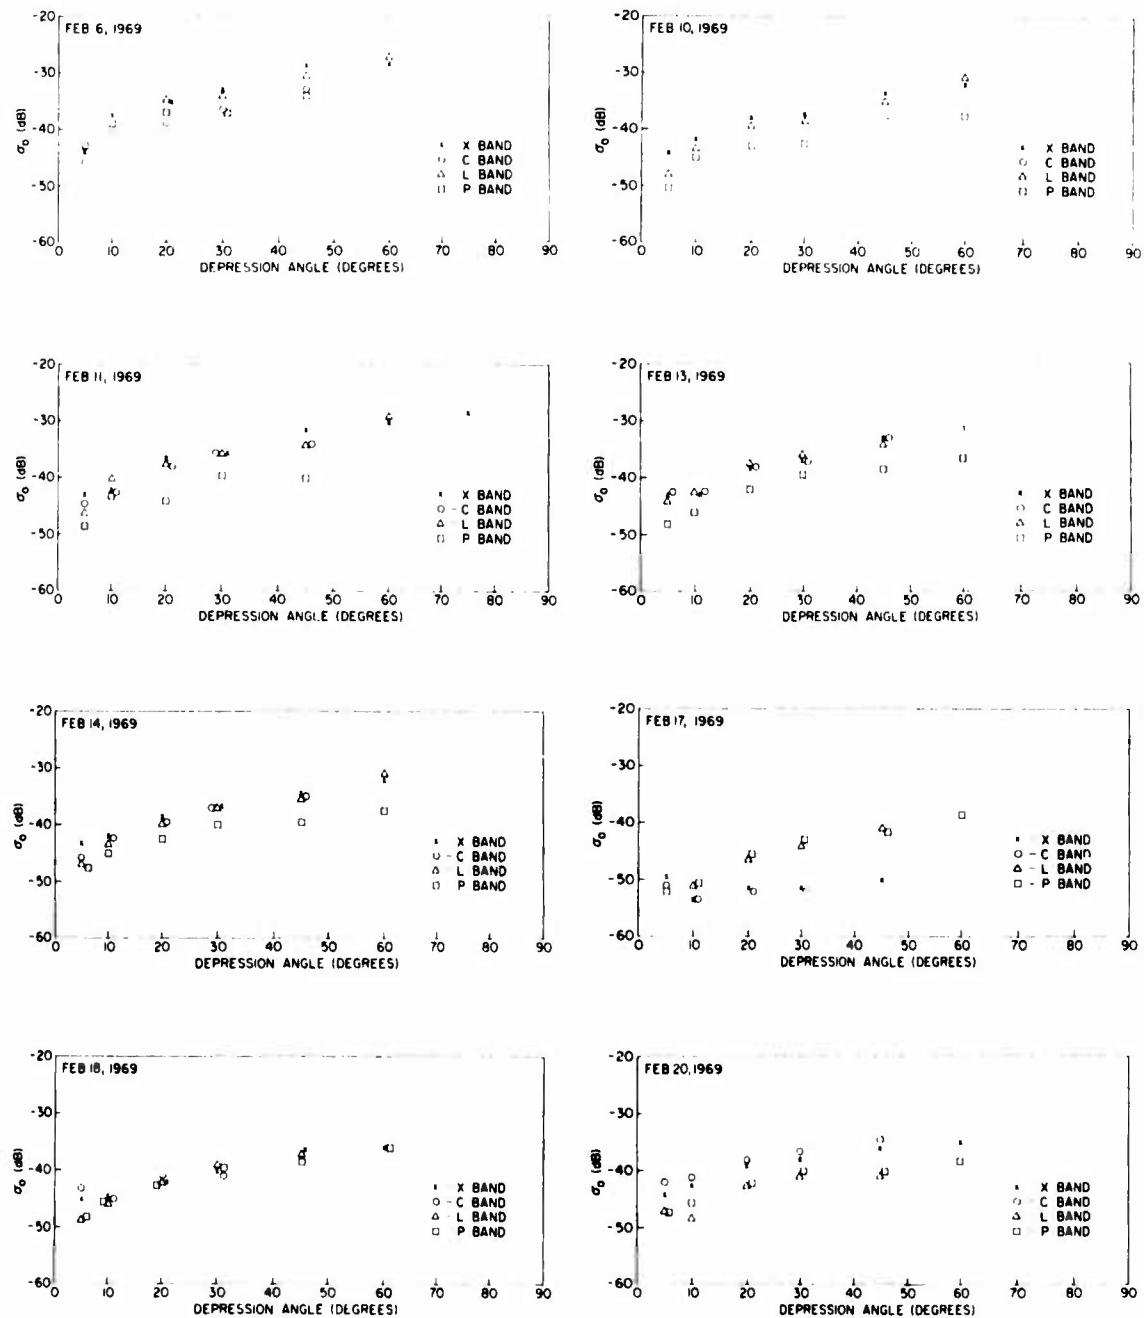 FEB 6, 1969
-20
-30
-40
-50
-60
σo (dB)
X BAND
C BAND
L BAND
P BAND
0 10 20 30 40 50 60 70 80 90
DEPRESSION ANGLE (DEGREES)
FEB 10, 1969
-20
-30
-40
-50
-60
σo (dB)
X BAND
C BAND
L BAND
P BAND
0 10 20 30 40 50 60 70 80 90
DEPRESSION ANGLE (DEGREES)
FEB 11, 1969
-20
-30
-40
-50
-60
σo (dB)
X BAND
C BAND
L BAND
P BAND
0 10 20 30 40 50 60 70 80 90
DEPRESSION ANGLE (DEGREES)
FEB 13, 1969
-20
-30
-40
-50
-60
σo (dB)
X BAND
C BAND
L BAND
P BAND
0 10 20 30 40 50 60 70 80 90
DEPRESSION ANGLE (DEGREES)
FEB 14, 1969
-20
-30
-40
-50
-60
σo (dB)
X BAND
C BAND
L BAND
P BAND
0 10 20 30 40 50 60 70 80 90
DEPRESSION ANGLE (DEGREES)
FEB 17, 1969
-20
-30
-40
-50
-60
σo (dB)
X BAND
C BAND
L BAND
P BAND
0 10 20 30 40 50 60 70 80 90
DEPRESSION ANGLE (DEGREES)
FEB 18, 1969
-20
-30
-40
-50
-60
σo (dB)
X BAND
C BAND
L BAND
P BAND
0 10 20 30 40 50 60 70 80 90
DEPRESSION ANGLE (DEGREES)
FEB 20, 1969
-20
-30
-40
-50
-60
σo (dB)
X BAND
C BAND
L BAND
P BAND
0 10 20 30 40 50 60 70 80 90
DEPRESSION ANGLE (DEGREES)